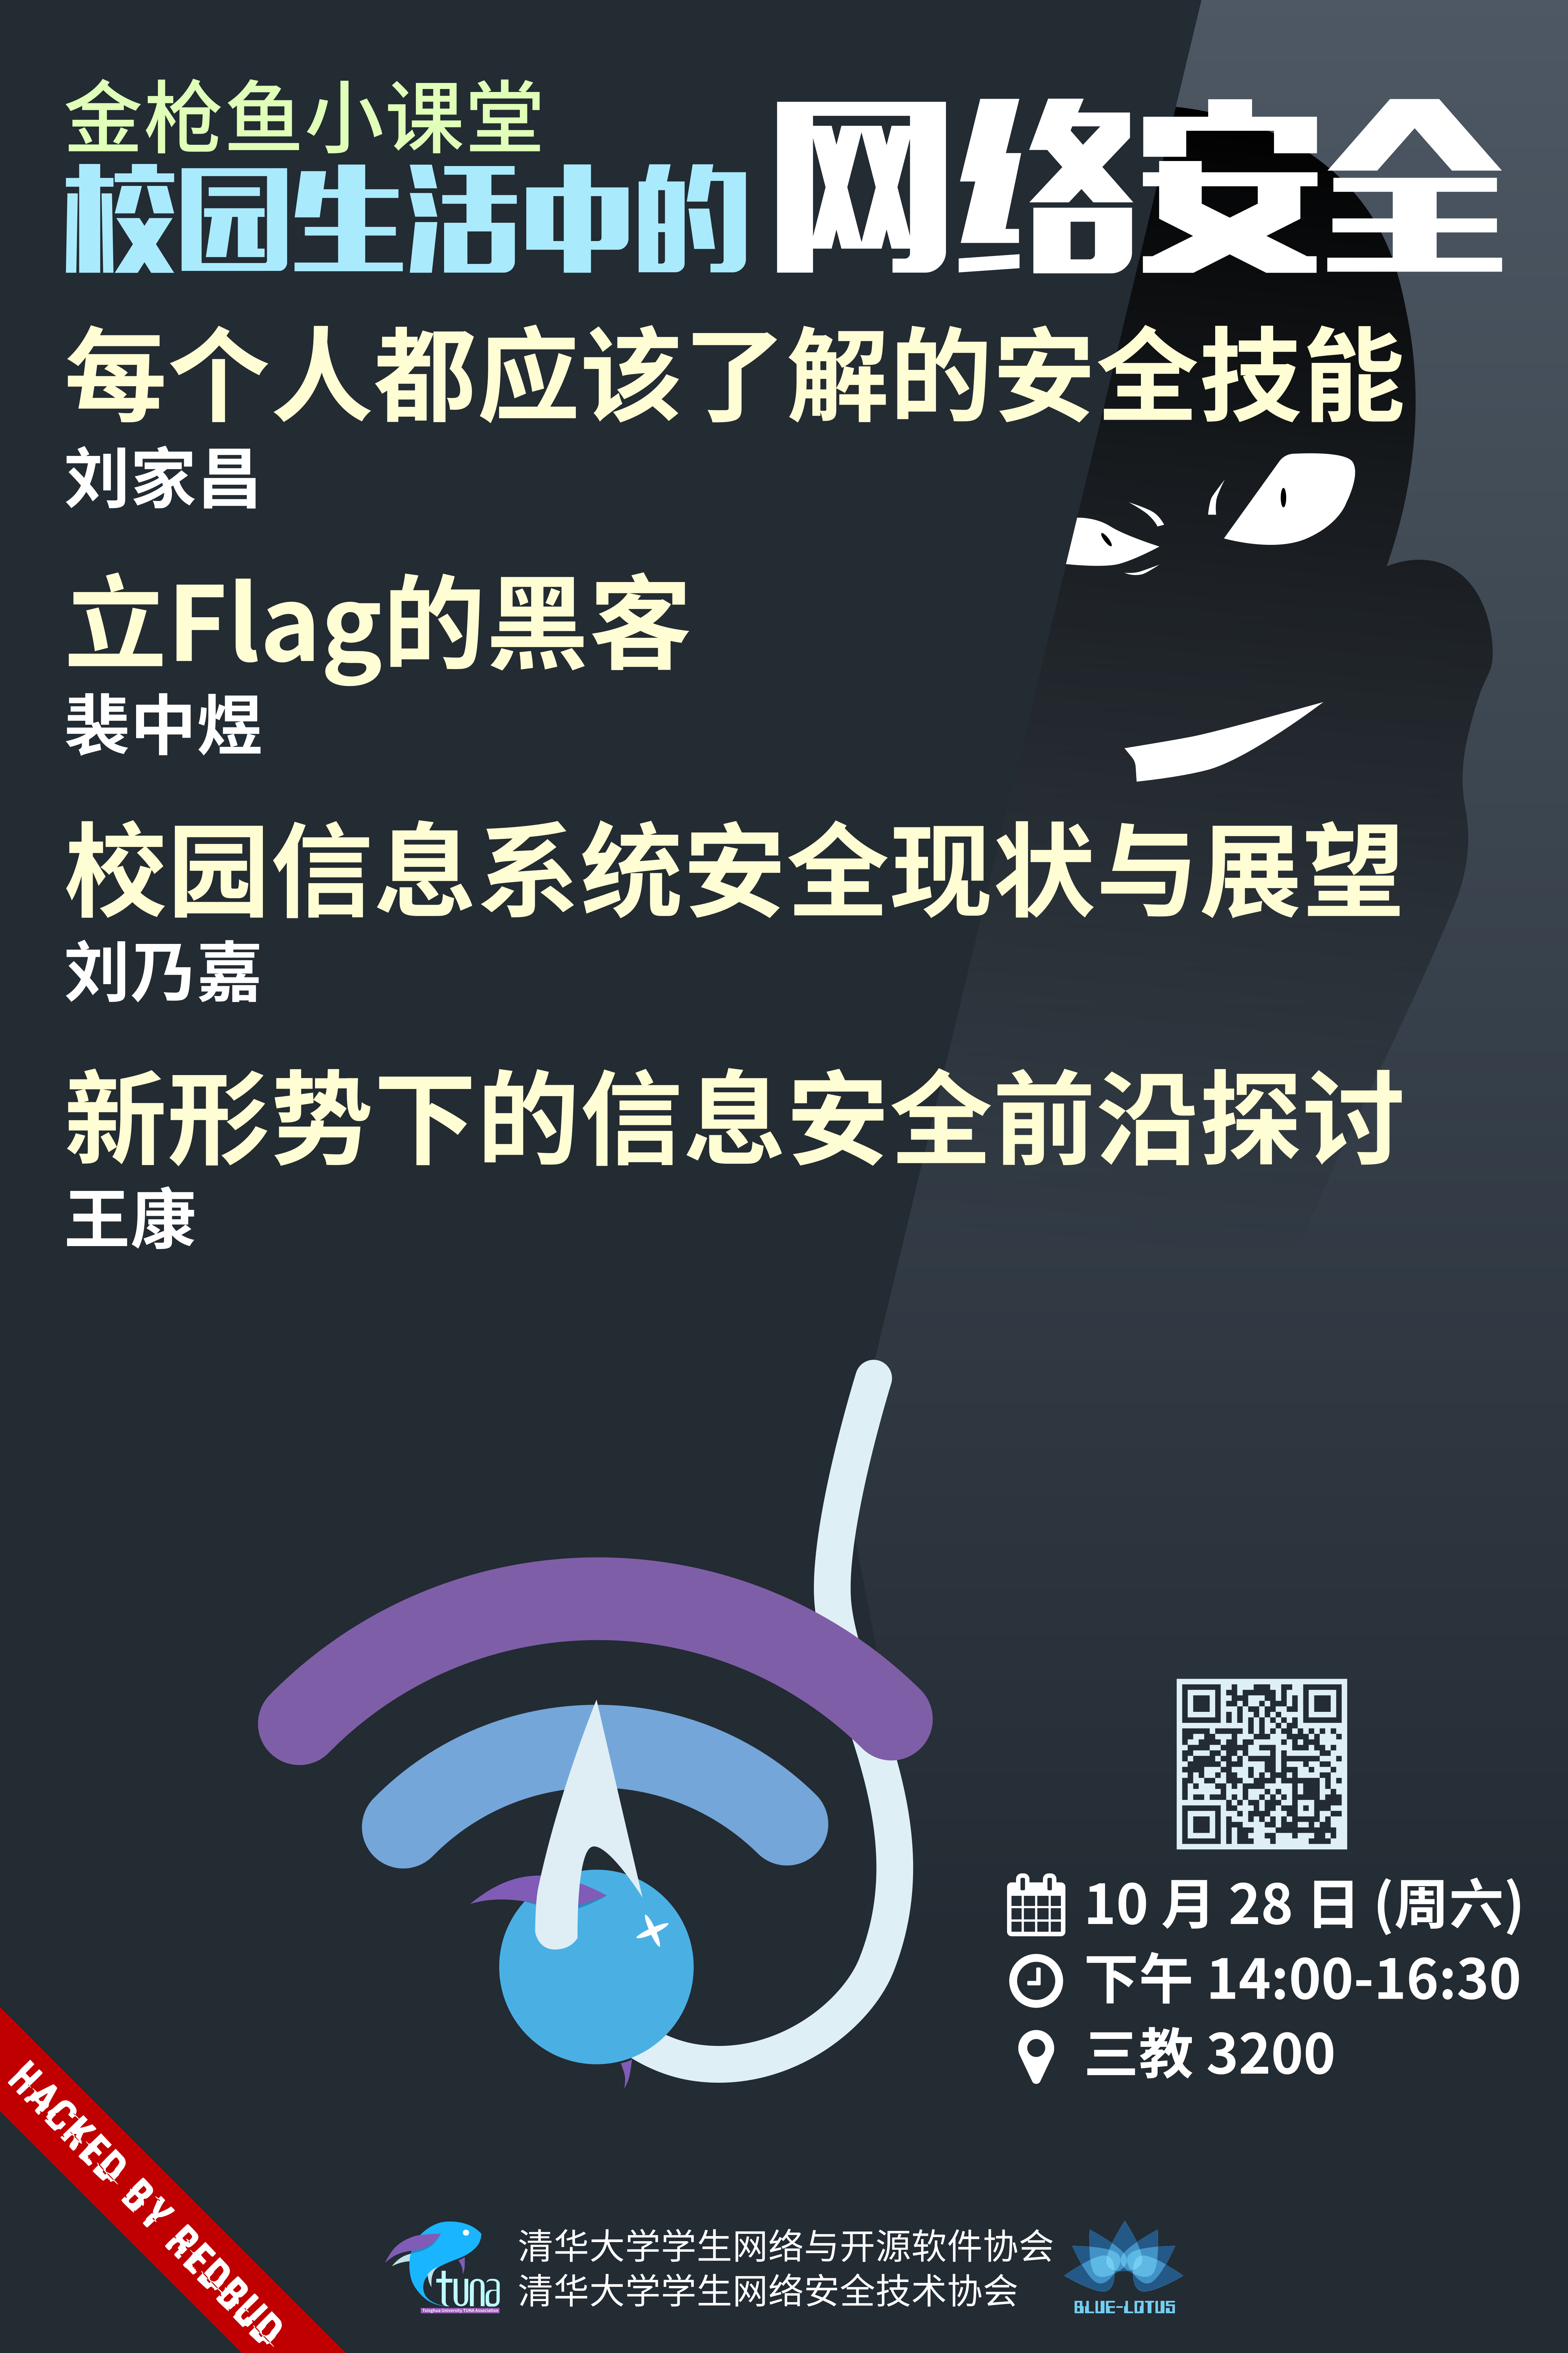 金枪鱼小课堂
校园生活中的 网络安全
每个人都应该了解的安全技能
刘家昌
立Flag的黑客
裴中煜
校园信息系统安全现状与展望
刘乃嘉
新形势下的信息安全前沿探讨
王康
10 月 28 日 (周六)
下午 14:00-16:30
三教 3200
HACKED BY REDBUD
tuna
Tsinghua University TUNA Association
清华大学学生网络与开源软件协会
清华大学学生网络安全技术协会
BLUE-LOTUS